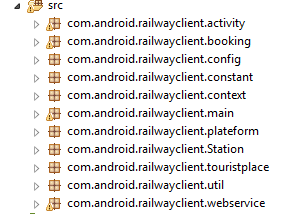 src
com.android.railwayclient.activity
com.android.railwayclient.booking
com.android.railwayclient.config
com.android.railwayclient.constant
com.android.railwayclient.context
com.android.railwayclient.main
com.android.railwayclient.plateform
com.android.railwayclient.Station
com.android.railwayclient.touristplace
com.android.railwayclient.util
com.android.railwayclient.webservice